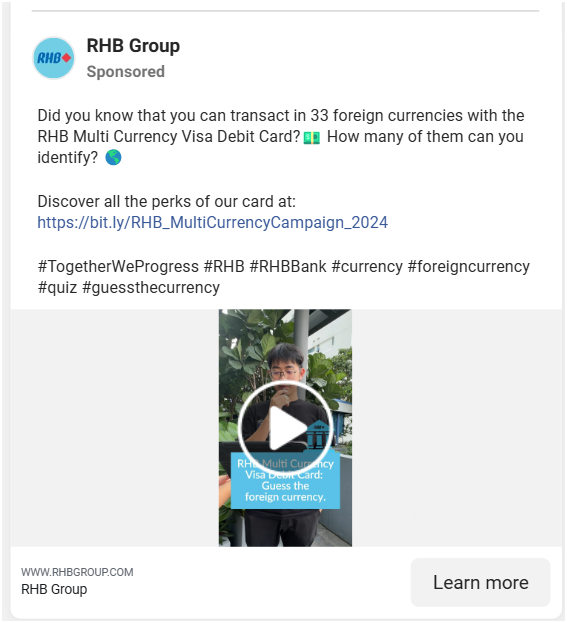 RHB
RHB Group
Sponsored
Did you know that you can transact in 33 foreign currencies with the
RHB Multi Currency Visa Debit Card?💵 How many of them can you
identify? 🌎
Discover all the perks of our card at:
https://bit.ly/RHB_MultiCurrencyCampaign_2024
#TogetherWeProgress #RHB #RHBBank #currency #foreigncurrency
#quiz #guessthecurrency
RHB Multi Currency
Visa Debit Card:
Guess the
foreign currency.
WWW.RHBGROUP.COM
RHB Group
Learn more